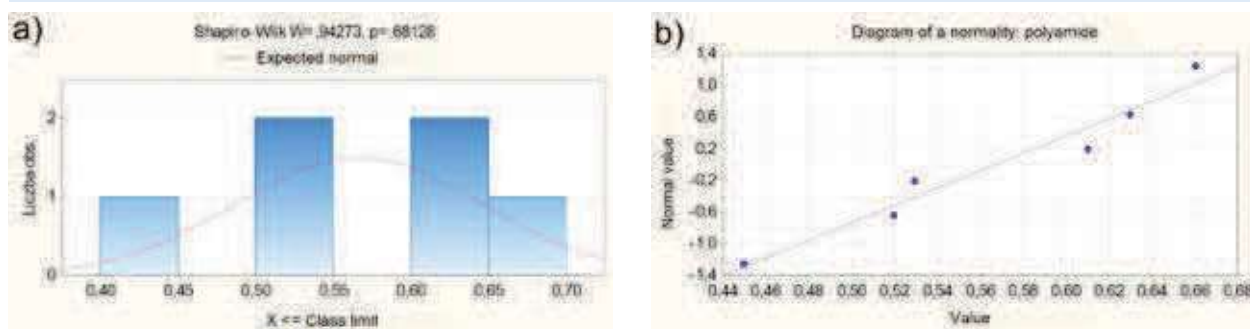 a)
Shapiro-Wilk W= ,94273, p= ,68128
Expected normal
Liczba obs.
2
1
0
0,40 0,45 0,50 0,55 0,60 0,65 0,70
X <= Class limit
b)
Diagram of a normality: polyamide
Normal value
1,4
1,0
0,6
0,2
-0,2
-0,6
-1,0
-1,4
0,44 0,46 0,48 0,50 0,52 0,54 0,56 0,58 0,60 0,62 0,64 0,66 0,68
Value